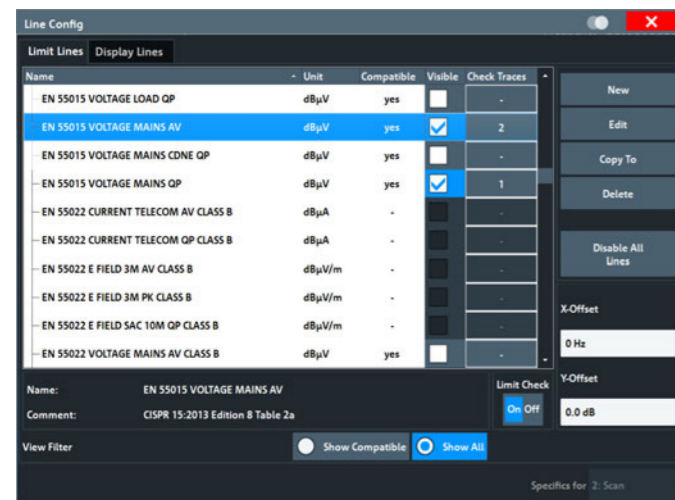 Line Config
Limit Lines Display Lines
Name Unit Compatible Visible Check Traces
EN 55015 VOLTAGE LOAD QP dBµV yes -
EN 55015 VOLTAGE MAINS AV dBµV yes 2
EN 55015 VOLTAGE MAINS CDNE QP dBµV yes -
EN 55015 VOLTAGE MAINS QP dBµV yes 1
EN 55022 CURRENT TELECOM AV CLASS B dBµA - -
EN 55022 CURRENT TELECOM QP CLASS B dBµA - -
EN 55022 E FIELD 3M AV CLASS B dBµV/m - -
EN 55022 E FIELD 3M PK CLASS B dBµV/m - -
EN 55022 E FIELD SAC 10M QP CLASS B dBµV/m - -
EN 55022 VOLTAGE MAINS AV CLASS B dBµV yes -
New
Edit
Copy To
Delete
Disable All
Lines
X-Offset
0 Hz
Y-Offset
0.0 dB
Name: EN 55015 VOLTAGE MAINS AV
Comment: CISPR 15:2013 Edition 8 Table 2a
Limit Check
On Off
View Filter Show Compatible Show All
Specifics for 2: Scan